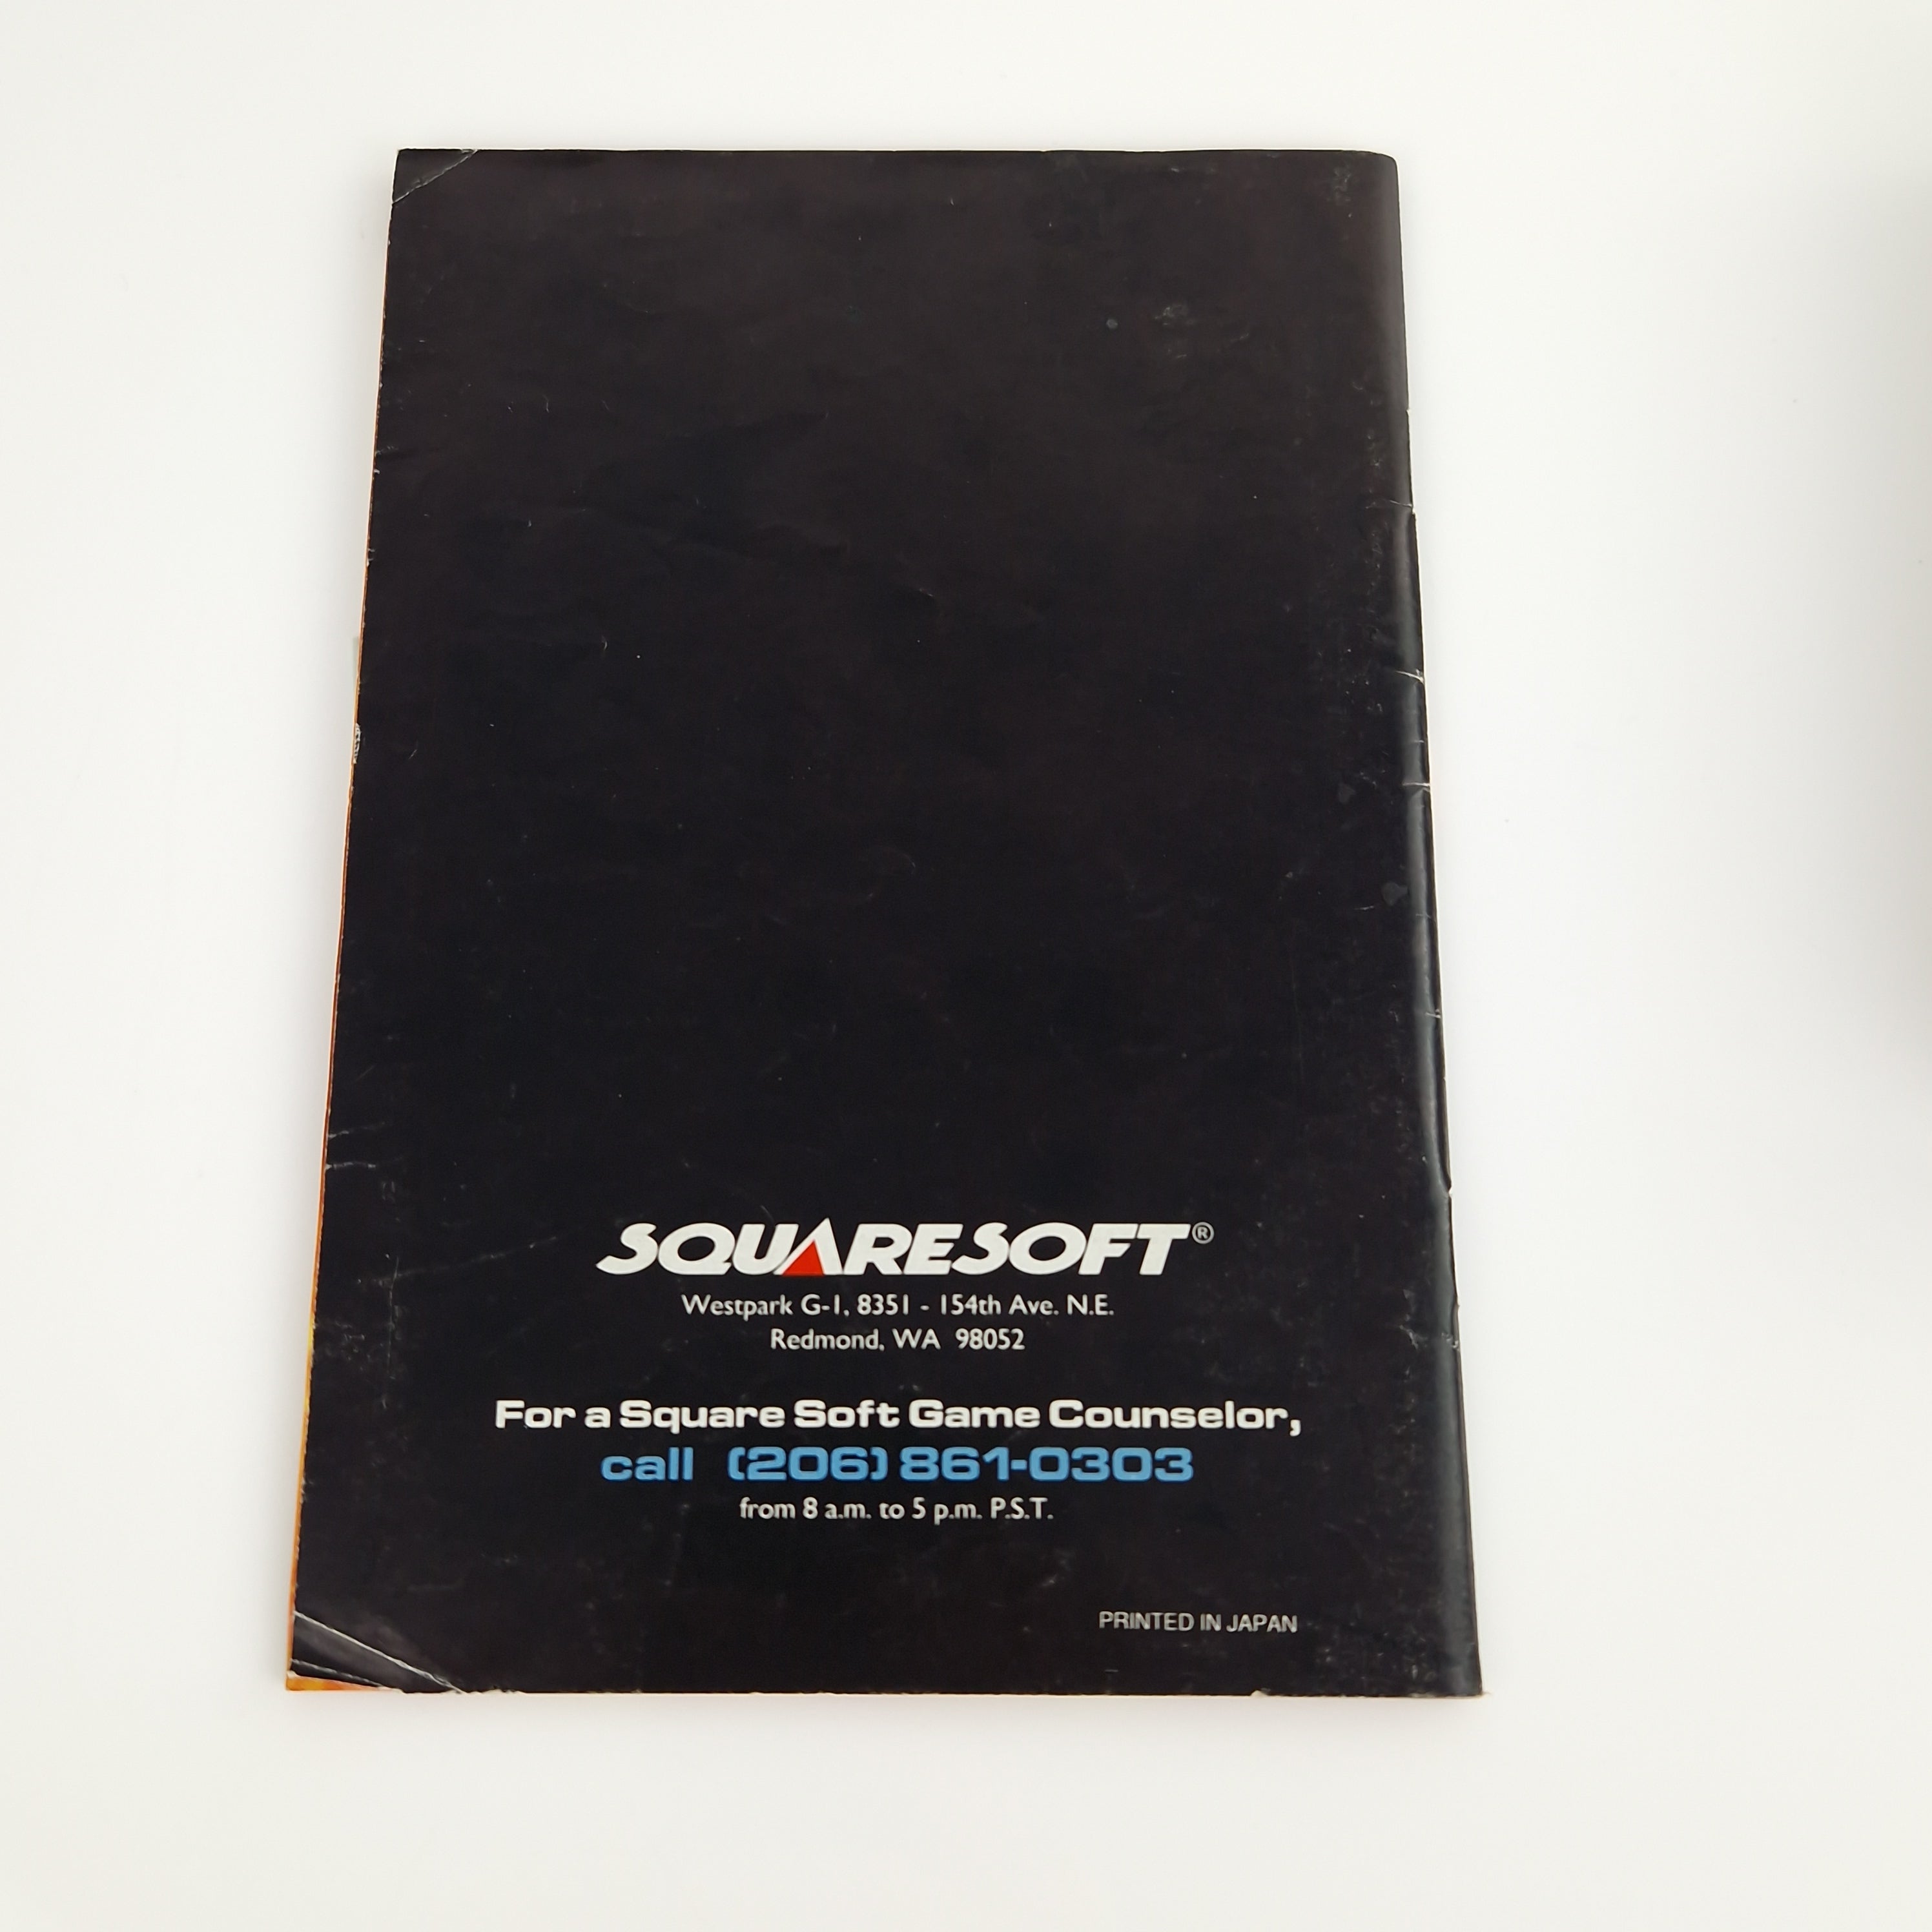 SQUARESOFT®
Westpark G-1, 8351 - 154th Ave. N.E.
Redmond, WA 98052
For a Square Soft Game Counselor,
call (206) 861-0303
from 8 a.m. to 5 p.m. P.S.T.
PRINTED IN JAPAN